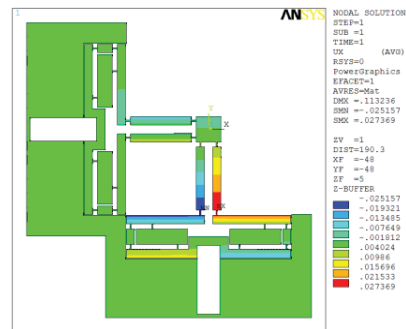 1
ANSYS
NODAL SOLUTION
STEP=1
SUB =1
TIME=1
UX (AVG)
RSYS=0
PowerGraphics
EFACET=1
AVRES=Mat
DMX =.113236
SMN =-.025157
SMX =.027369
ZV =1
DIST=190.3
XF =-48
YF =-48
ZF =5
Z-BUFFER
-.025157
-.019321
-.013485
-.007649
-.001812
.004024
.00986
.015696
.021533
.027369
Y
X